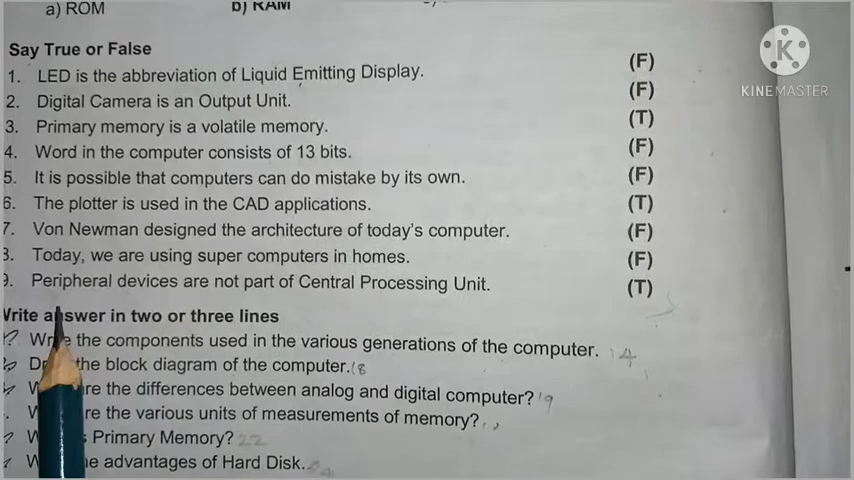 a) ROM b) RAM
Say True or False
1. LED is the abbreviation of Liquid Emitting Display. (F)
2. Digital Camera is an Output Unit. (F)
3. Primary memory is a volatile memory. (T)
4. Word in the computer consists of 13 bits. (F)
5. It is possible that computers can do mistake by its own. (F)
6. The plotter is used in the CAD applications. (T)
7. Von Newman designed the architecture of today's computer. (F)
8. Today, we are using super computers in homes. (F)
9. Peripheral devices are not part of Central Processing Unit. (T)
Write answer in two or three lines
the components used in the various generations of the computer. 14
the block diagram of the computer. 18
are the differences between analog and digital computer? 19
are the various units of measurements of memory?
Primary Memory? 22
advantages of Hard Disk.
K
KINEMASTER